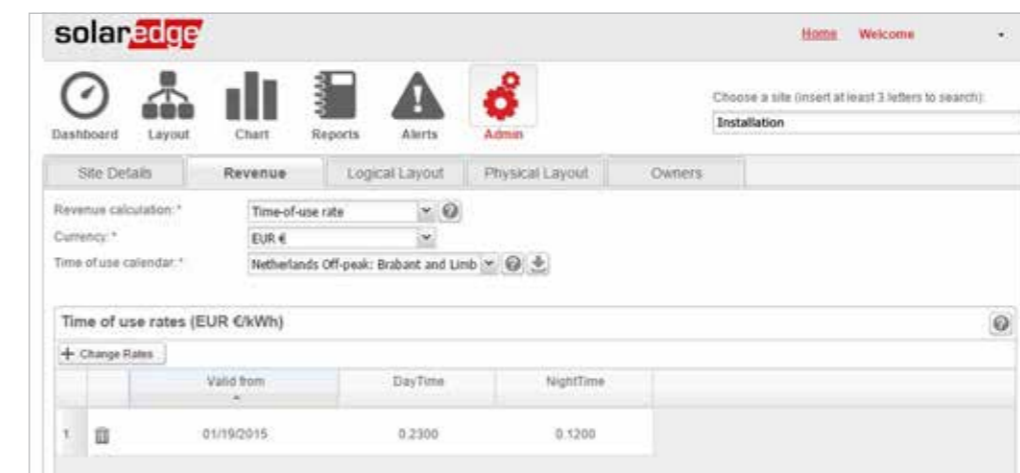 solaredge
Home Welcome
Dashboard Layout Chart Reports Alerts Admin
Choose a site (insert at least 3 letters to search):
Installation
Site Details Revenue Logical Layout Physical Layout Owners
Revenue calculation:* Time-of-use rate
Currency:* EUR €
Time of use calendar:* Netherlands Off-peak: Brabant and Limb
Time of use rates (EUR €/kWh)
+ Change Rates
Valid from DayTime NightTime
1 01/19/2015 0.2300 0.1200